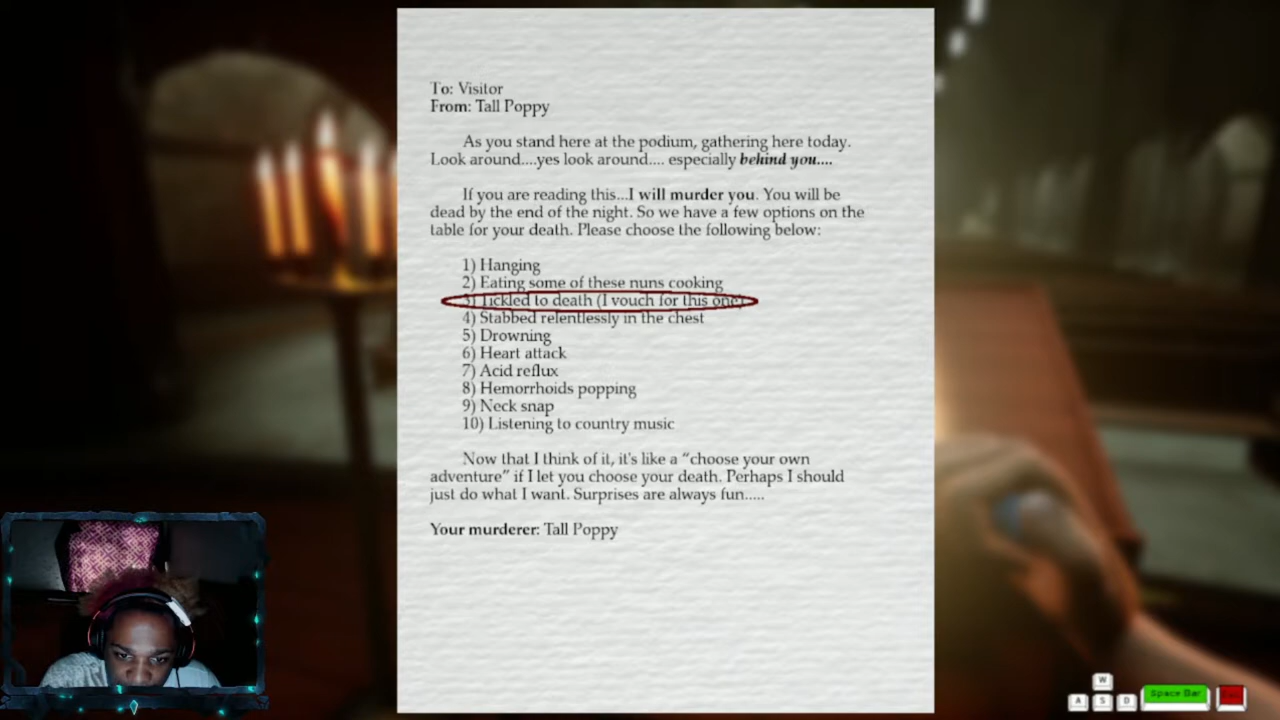 To: Visitor
From: Tall Poppy
As you stand here at the podium, gathering here today.
Look around....yes look around.... especially behind you....
If you are reading this...I will murder you. You will be
dead by the end of the night. So we have a few options on the
table for your death. Please choose the following below:
1) Hanging
2) Eating some of these nuns cooking
3) Tickled to death (I vouch for this one)
4) Stabbed relentlessly in the chest
5) Drowning
6) Heart attack
7) Acid reflux
8) Hemorrhoids popping
9) Neck snap
10) Listening to country music
Now that I think of it, it's like a “choose your own
adventure” if I let you choose your death. Perhaps I should
just do what I want. Surprises are always fun.....
Your murderer: Tall Poppy
W
A S D Space Bar